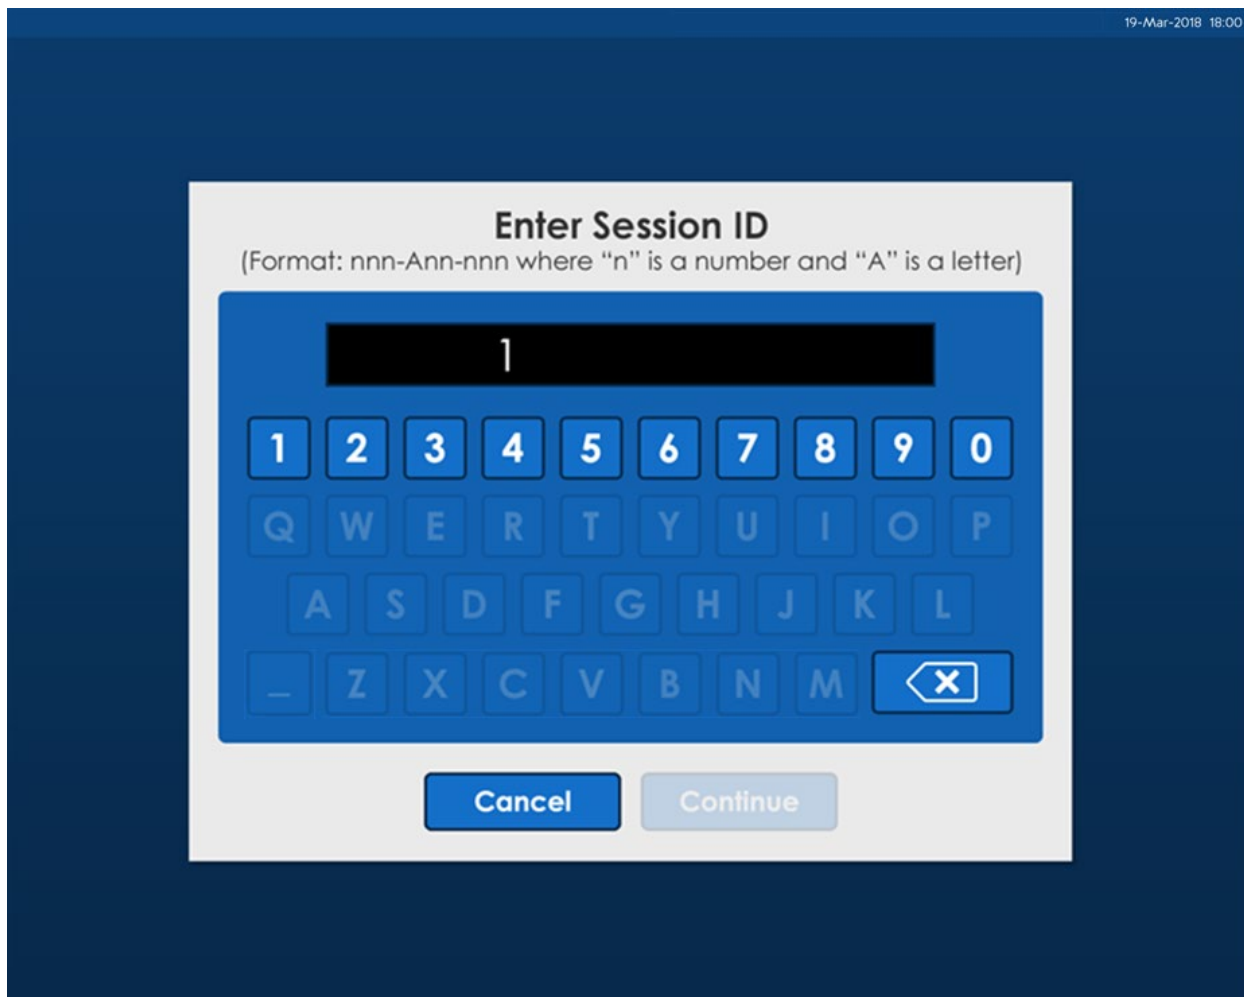 19-Mar-2018 18:00
Enter Session ID
(Format: nnn-Ann-nnn where “n” is a number and “A” is a letter)
1
1 2 3 4 5 6 7 8 9 0
Q W E R T Y U I O P
A S D F G H J K L
_ Z X C V B N M
Cancel Continue